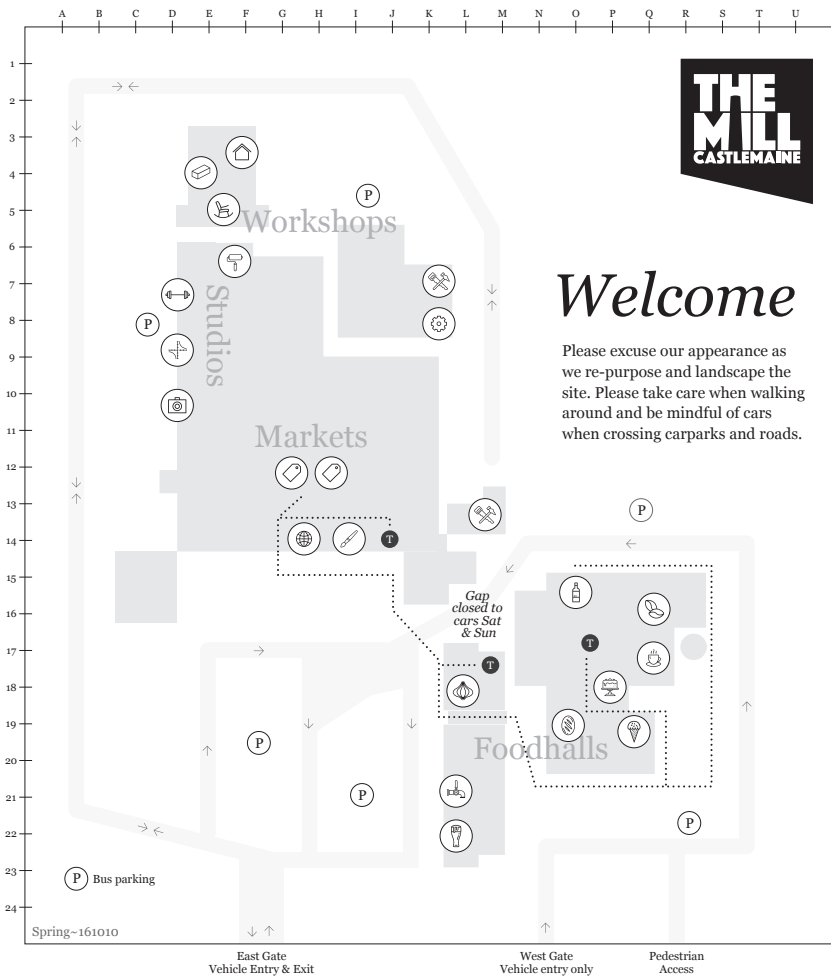 A B C D E F G H I J K L M N O P Q R S T U
1
2
3
4
5
6
7
8
9
10
11
12
13
14
15
16
17
18
19
20
21
22
23
24
THE
MILL
CASTLEMAINE
P
Workshops
Welcome
Studios
P
Please excuse our appearance as
we re-purpose and landscape the
site. Please take care when walking
around and be mindful of cars
when crossing carparks and roads.
Markets
P
T
Gap
closed to
cars Sat
& Sun
T
T
P
Foodhalls
P
P
P Bus parking
Spring~161010
East Gate
Vehicle Entry & Exit
West Gate
Vehicle entry only
Pedestrian
Access